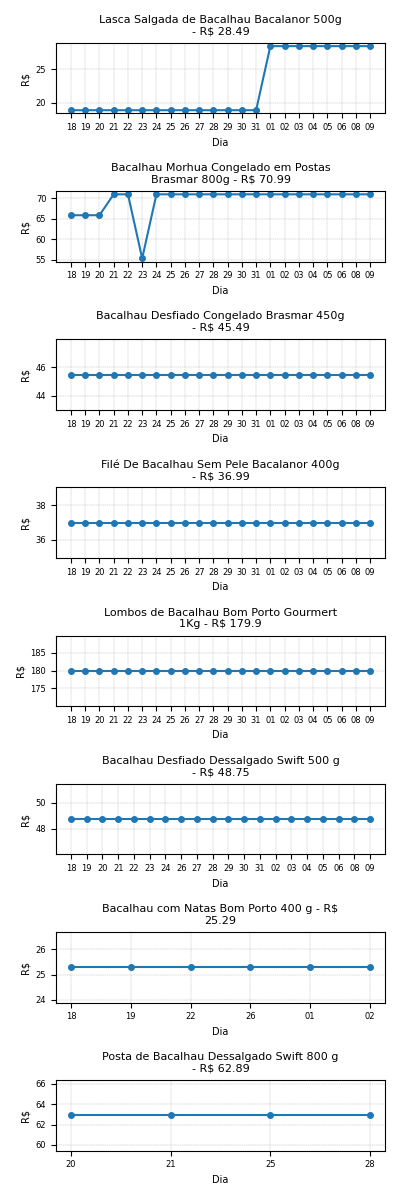 Lasca Salgada de Bacalhau Bacalanor 500g
- R$ 28.49
25
20
R$
18 19 20 21 22 23 24 25 26 27 28 29 30 31 01 02 03 04 05 06 08 09
Dia
Bacalhau Morhua Congelado em Postas
Brasmar 800g - R$ 70.99
70
65
60
55
R$
18 19 20 21 22 23 24 25 26 27 28 29 30 31 01 02 03 04 05 06 08 09
Dia
Bacalhau Desfiado Congelado Brasmar 450g
- R$ 45.49
46
44
R$
18 19 20 21 22 23 24 25 26 27 28 29 30 31 01 02 03 04 05 06 08 09
Dia
Filé De Bacalhau Sem Pele Bacalanor 400g
- R$ 36.99
38
36
R$
18 19 20 21 22 23 24 25 26 27 28 29 30 31 01 02 03 04 05 06 08 09
Dia
Lombos de Bacalhau Bom Porto Gourmert
1Kg - R$ 179.9
185
180
175
R$
18 19 20 21 22 23 24 25 26 27 28 29 30 31 01 02 03 04 05 06 08 09
Dia
Bacalhau Desfiado Dessalgado Swift 500 g
- R$ 48.75
50
48
R$
18 19 20 21 22 23 24 25 26 27 28 30 31 02 03 04 05 06 08 09
Dia
Bacalhau com Natas Bom Porto 400 g - R$
25.29
26
25
24
R$
18 19 22 26 01 02
Dia
Posta de Bacalhau Dessalgado Swift 800 g
- R$ 62.89
66
64
62
60
R$
20 21 25 28
Dia